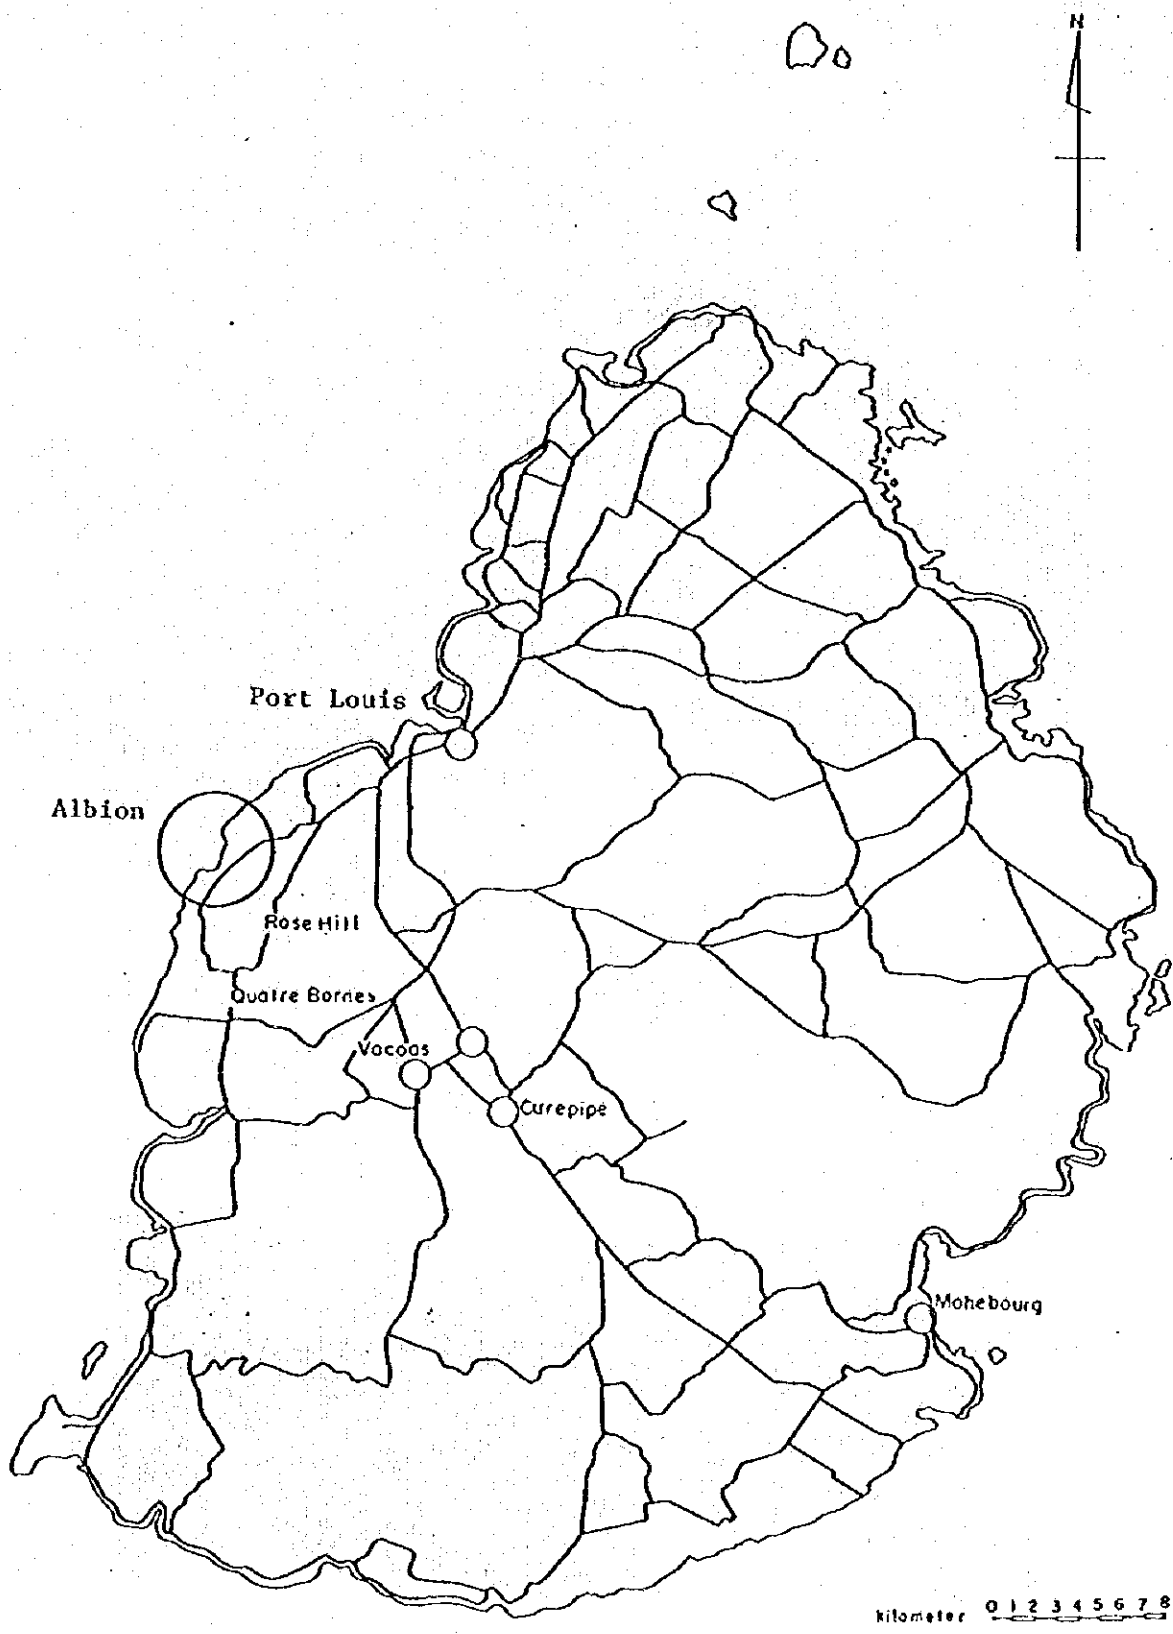 N
Port Louis
Albion
Rose Hill
Quatre Bornes
Vacoas
Curepipe
Mahebourg
kilometer 0 1 2 3 4 5 6 7 8